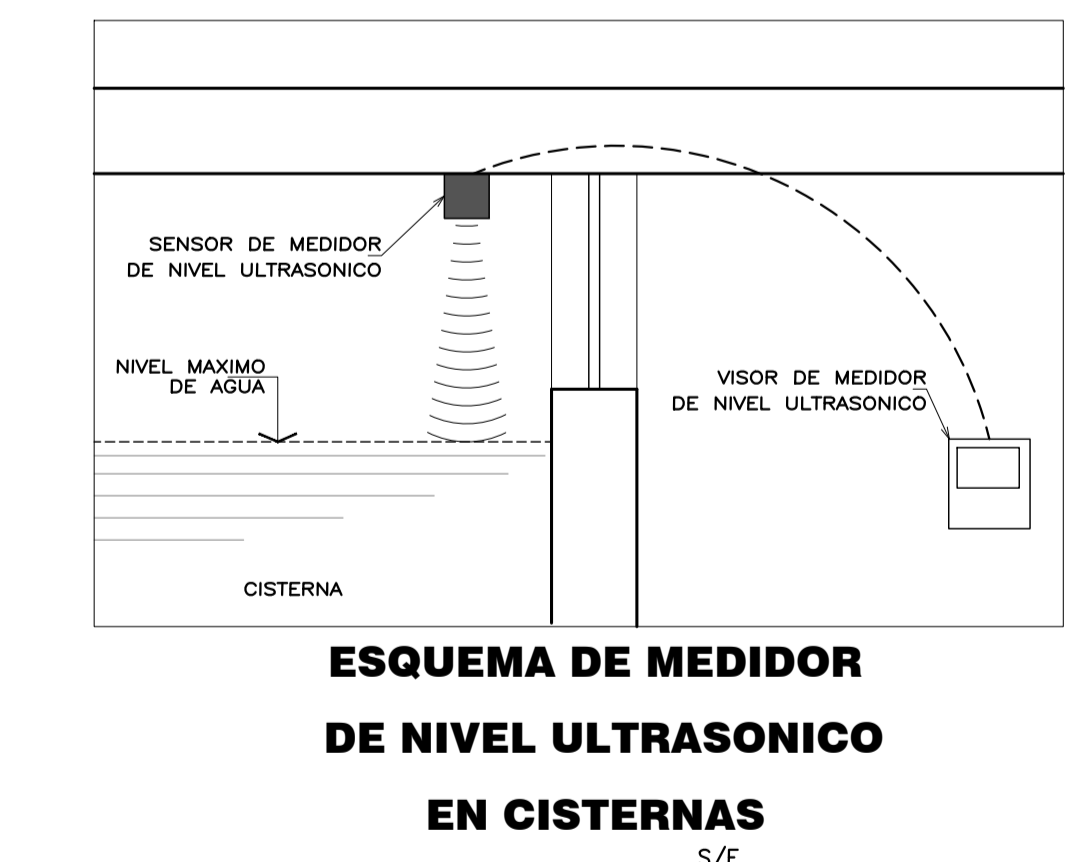 SENSOR DE MEDIDOR
DE NIVEL ULTRASONICO
NIVEL MAXIMO
DE AGUA
VISOR DE MEDIDOR
DE NIVEL ULTRASONICO
CISTERNA
ESQUEMA DE MEDIDOR
DE NIVEL ULTRASONICO
EN CISTERNAS
S/E